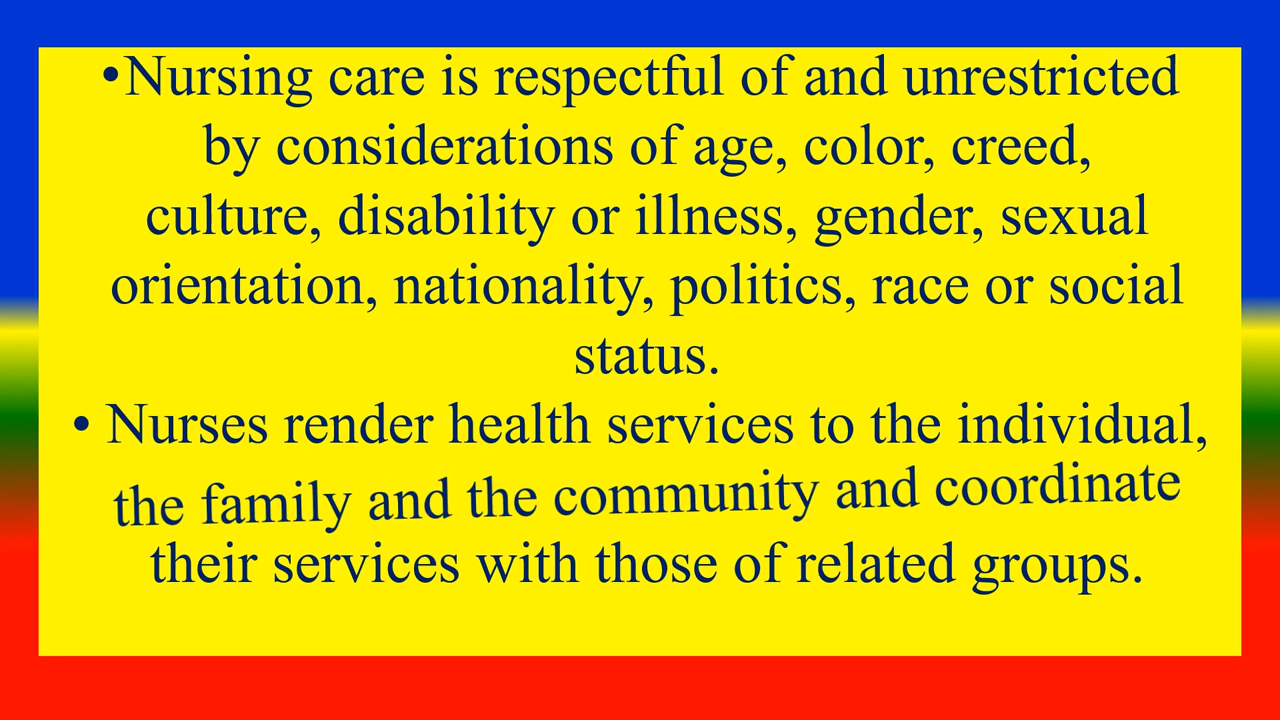 •Nursing care is respectful of and unrestricted
by considerations of age, color, creed,
culture, disability or illness, gender, sexual
orientation, nationality, politics, race or social
status.
• Nurses render health services to the individual,
the family and the community and coordinate
their services with those of related groups.